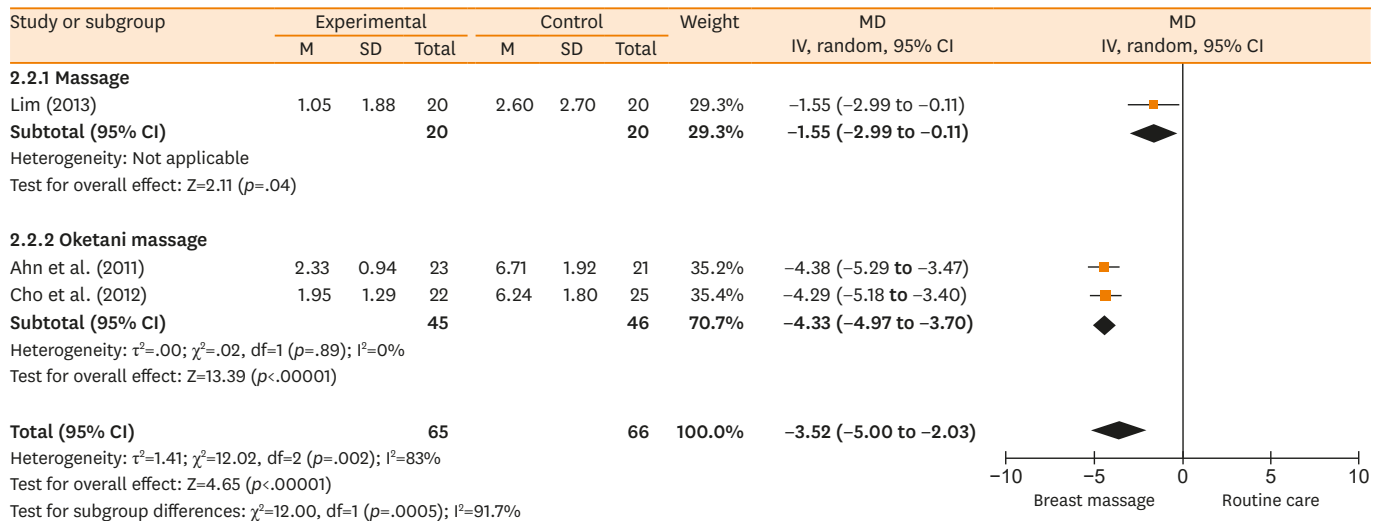 Study or subgroup Experimental Control Weight MD MD
M SD Total M SD Total IV, random, 95% CI IV, random, 95% CI
2.2.1 Massage
Lim (2013) 1.05 1.88 20 2.60 2.70 20 29.3% −1.55 (−2.99 to −0.11)
Subtotal (95% CI) 20 20 29.3% −1.55 (−2.99 to −0.11)
Heterogeneity: Not applicable
Test for overall effect: Z=2.11 (p=.04)
2.2.2 Oketani massage
Ahn et al. (2011) 2.33 0.94 23 6.71 1.92 21 35.2% −4.38 (−5.29 to −3.47)
Cho et al. (2012) 1.95 1.29 22 6.24 1.80 25 35.4% −4.29 (−5.18 to −3.40)
Subtotal (95% CI) 45 46 70.7% −4.33 (−4.97 to −3.70)
Heterogeneity: τ²=.00; χ²=.02, df=1 (p=.89); I²=0%
Test for overall effect: Z=13.39 (p<.00001)
Total (95% CI) 65 66 100.0% −3.52 (−5.00 to −2.03)
Heterogeneity: τ²=1.41; χ²=12.02, df=2 (p=.002); I²=83%
Test for overall effect: Z=4.65 (p<.00001)
Test for subgroup differences: χ²=12.00, df=1 (p=.0005); I²=91.7%
−10 −5 0 5 10
Breast massage Routine care